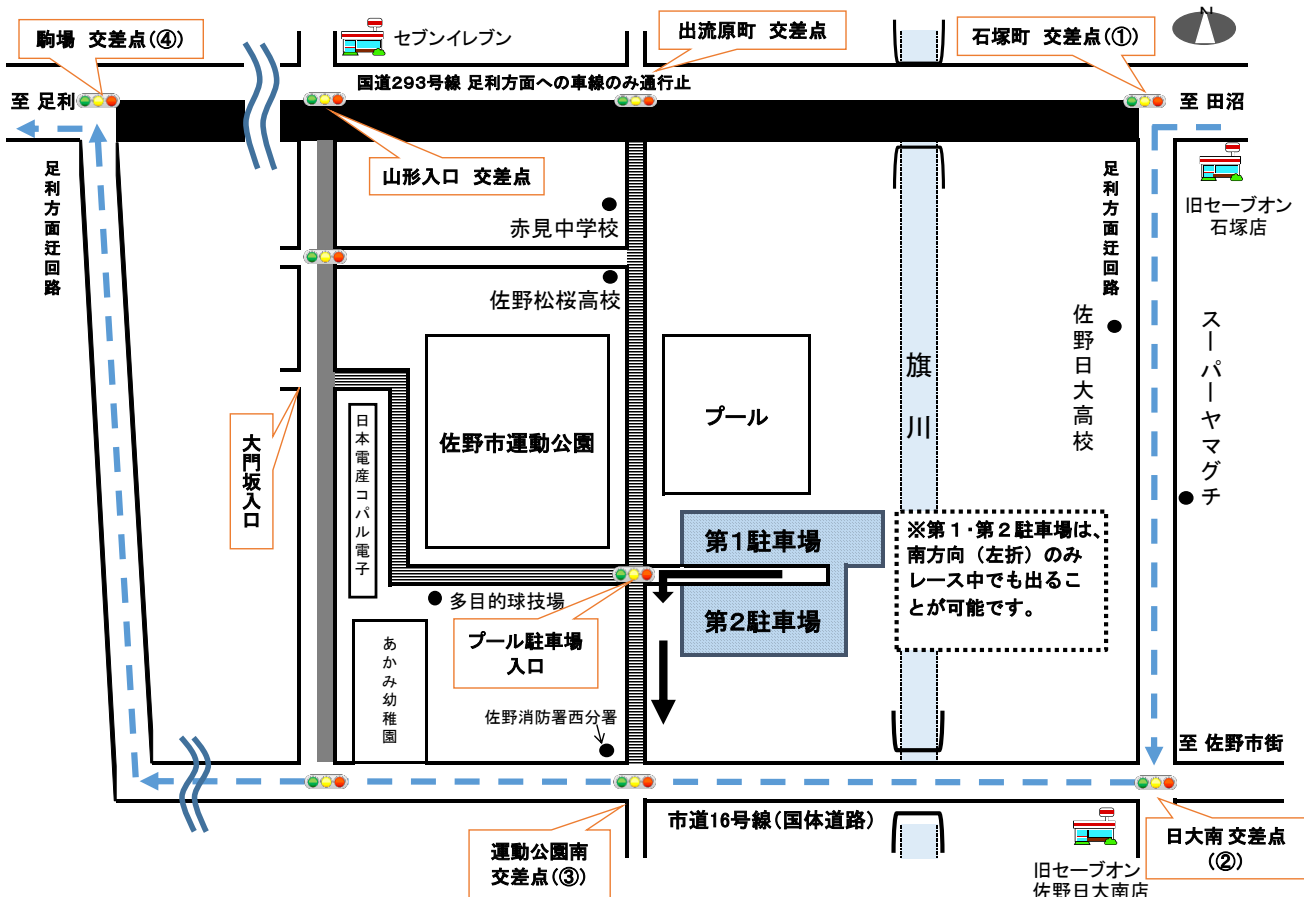 N
駒場 交差点(④)
セブンイレブン
出流原町 交差点
石塚町 交差点(①)
国道293号線 足利方面への車線のみ通行止
至 足利
至 田沼
山形入口 交差点
足利方面迂回路
足利方面迂回路
旧セーブオン
石塚店
赤見中学校
佐野松桜高校
佐野日大高校
スーパーヤマグチ
旗川
プール
佐野市運動公園
大門坂入口
日本電産コパル電子
第1駐車場
※第1・第2駐車場は、
南方向（左折）のみ
レース中でも出るこ
とが可能です。
多目的球技場
第2駐車場
プール駐車場
入口
あかみ幼稚園
佐野消防署西分署
至 佐野市街
市道16号線(国体道路)
運動公園南
交差点(③)
日大南 交差点
(②)
旧セーブオン
佐野日大南店